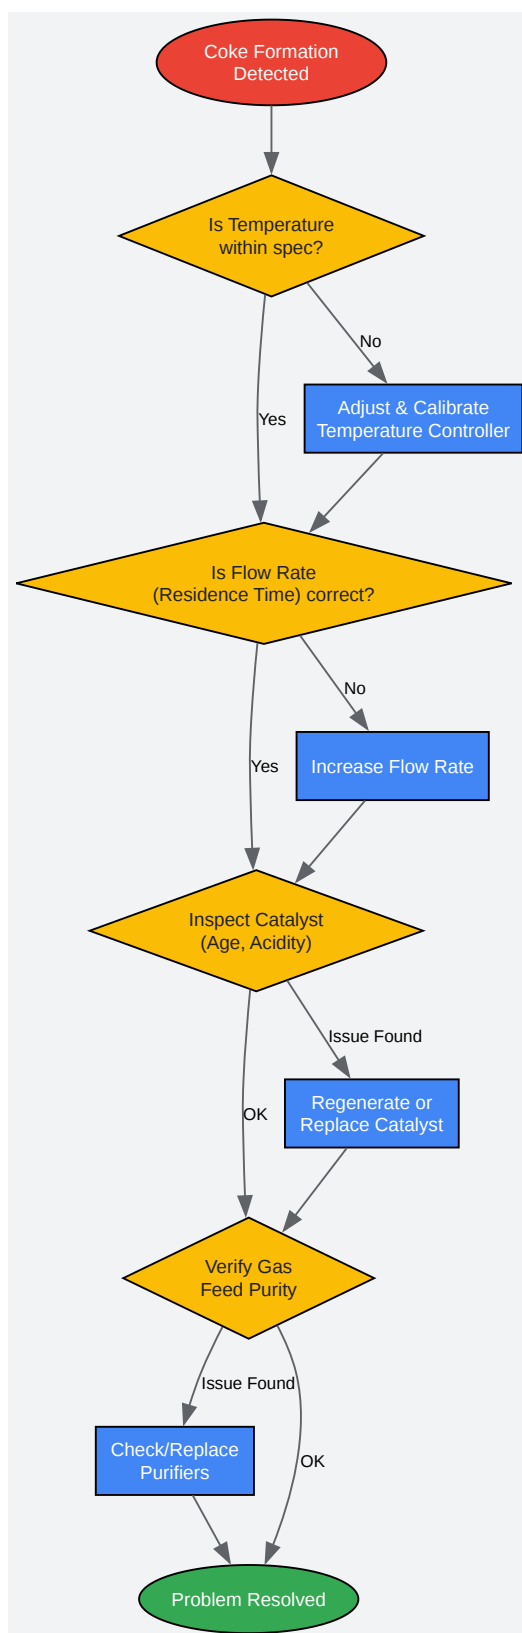 Coke Formation
Detected
Is Temperature
within spec?
No
Adjust & Calibrate
Temperature Controller
Yes
Is Flow Rate
(Residence Time) correct?
No
Increase Flow Rate
Yes
Inspect Catalyst
(Age, Acidity)
Issue Found
Regenerate or
Replace Catalyst
OK
Verify Gas
Feed Purity
Issue Found
Check/Replace
Purifiers
OK
Problem Resolved